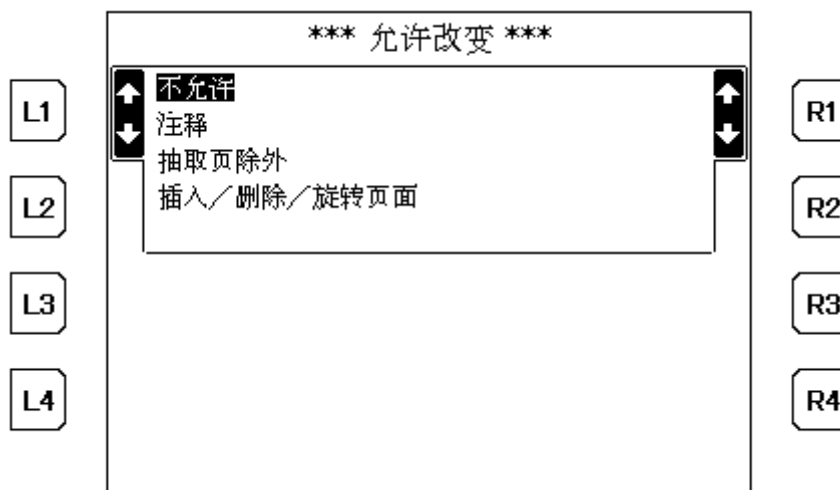 *** 允许改变 ***
不允许
L1
R1
注释
抽取页除外
插入／删除／旋转页面
L2
R2
L3
R3
L4
R4